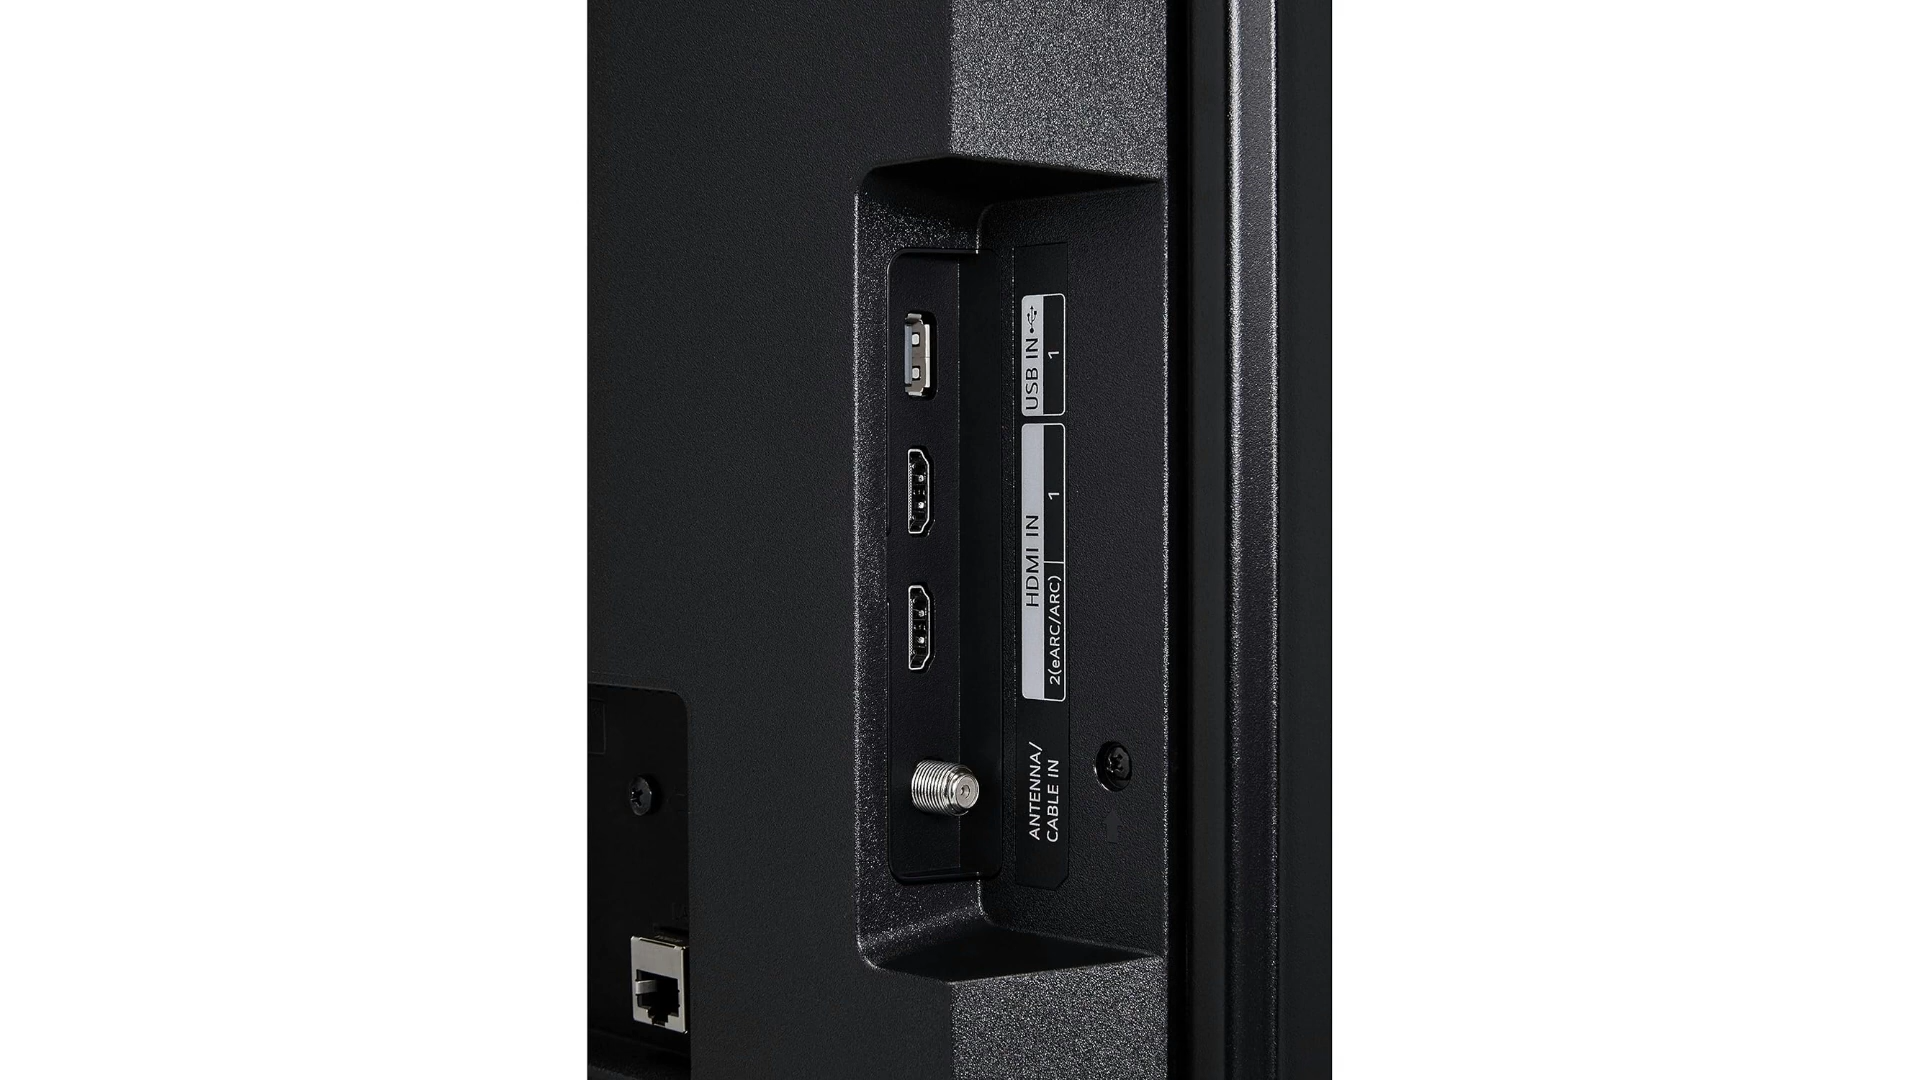 USB IN
1
HDMI IN
1
2(eARC/ARC)
ANTENNA/
CABLE IN